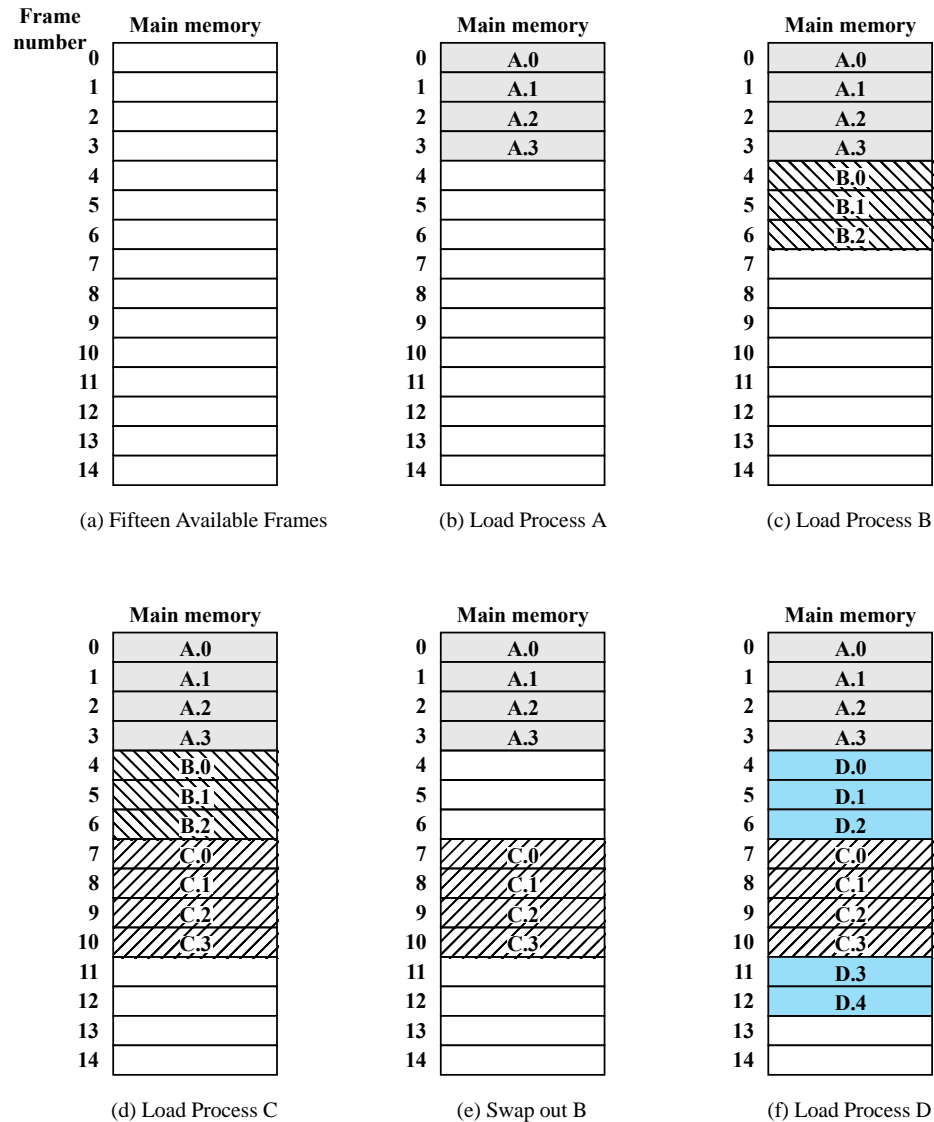 Frame
number
Main memory
0
1
2
3
4
5
6
7
8
9
10
11
12
13
14
(a) Fifteen Available Frames
Main memory
0 A.0
1 A.1
2 A.2
3 A.3
4
5
6
7
8
9
10
11
12
13
14
(b) Load Process A
Main memory
0 A.0
1 A.1
2 A.2
3 A.3
4 B.0
5 B.1
6 B.2
7
8
9
10
11
12
13
14
(c) Load Process B
Main memory
0 A.0
1 A.1
2 A.2
3 A.3
4 B.0
5 B.1
6 B.2
7 C.0
8 C.1
9 C.2
10 C.3
11
12
13
14
(d) Load Process C
Main memory
0 A.0
1 A.1
2 A.2
3 A.3
4
5
6
7 C.0
8 C.1
9 C.2
10 C.3
11
12
13
14
(e) Swap out B
Main memory
0 A.0
1 A.1
2 A.2
3 A.3
4 D.0
5 D.1
6 D.2
7 C.0
8 C.1
9 C.2
10 C.3
11 D.3
12 D.4
13
14
(f) Load Process D